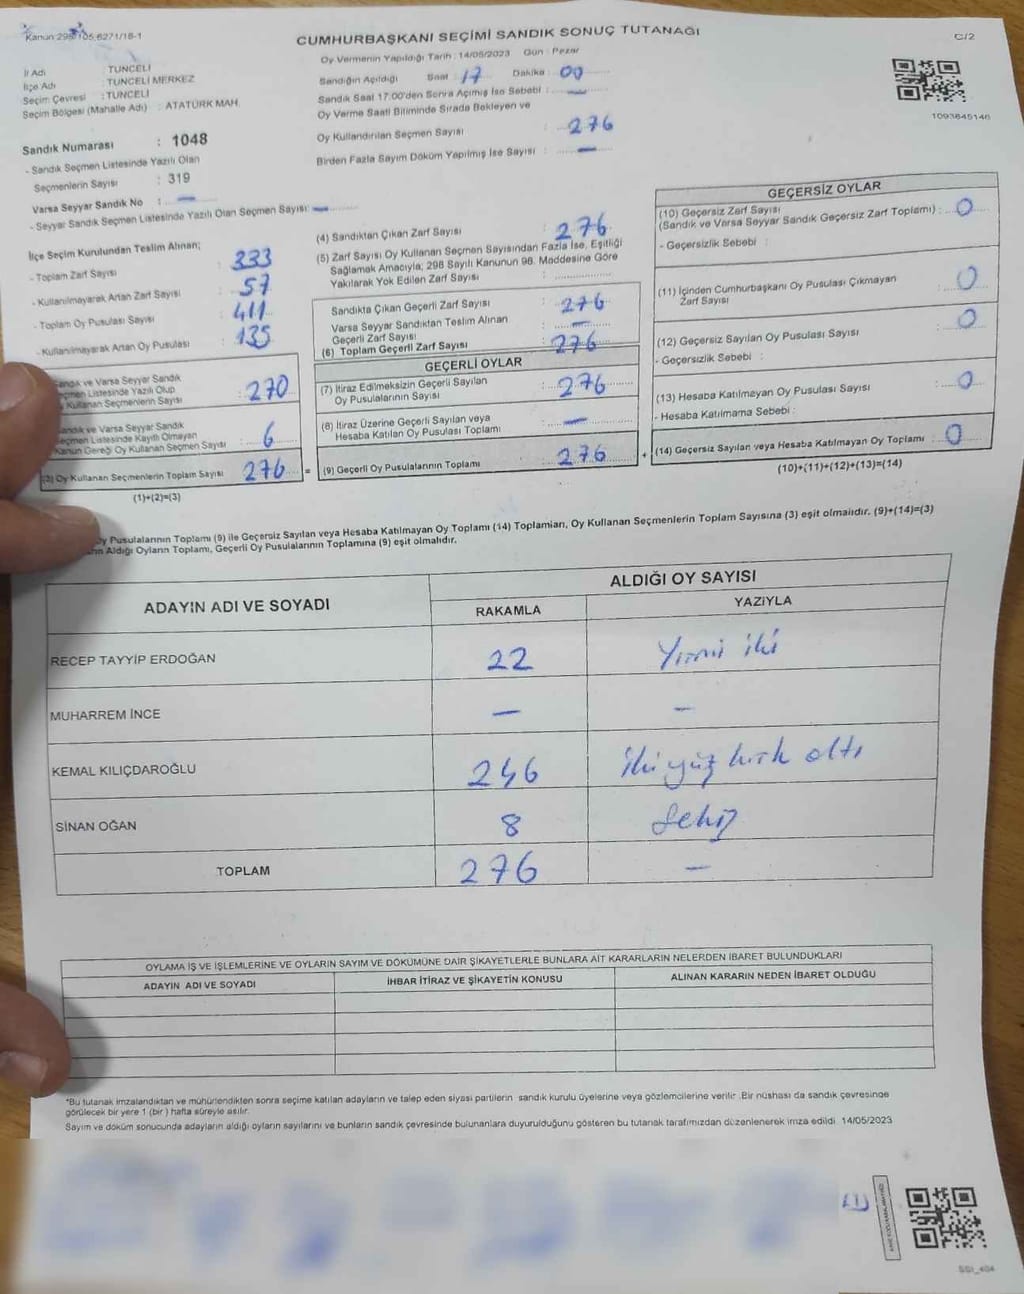 Kanun 298/105 6271/18-1
CUMHURBAŞKANI SEÇİMİ SANDIK SONUÇ TUTANAĞI
C/2
Oy Vermenin Yapıldığı Tarih : 14/05/2023 Gün : Pazar
İl Adı : TUNCELİ
İlçe Adı : TUNCELİ MERKEZ
Seçim Çevresi : TUNCELİ
Seçim Bölgesi (Mahalle Adı) : ATATÜRK MAH.
Sandığın Açıldığı Saat : 17 Dakika : 00
Sandık Saat 17:00'den Sonra Açımış İse Sebebi : —
Oy Verme Saati Bitiminde Sırada Bekleyen ve
Oy Kullandırılan Seçmen Sayısı : 276
Birden Fazla Sayım Döküm Yapılmış İse Sayısı : —
1093645146
Sandık Numarası : 1048
- Sandık Seçmen Listesinde Yazılı Olan
Seçmenlerin Sayısı : 319
Varsa Seyyar Sandık No : —
- Seyyar Sandık Seçmen Listesinde Yazılı Olan Seçmen Sayısı: —
İlçe Seçim Kurulundan Teslim Alınan;
- Toplam Zarf Sayısı : 333
- Kullanılmayarak Artan Zarf Sayısı : 57
- Toplam Oy Pusulası Sayısı : 411
- Kullanılmayarak Artan Oy Pusulası : 135
Sandık ve Varsa Seyyar Sandık
Seçmen Listesinde Yazılı Olup
Oy Kullanan Seçmenlerin Sayısı : 270
Sandık ve Varsa Seyyar Sandık
Seçmen Listesinde Kayıtlı Olmayan
Kanun Gereği Oy Kullanan Seçmen Sayısı : 6
(3) Oy Kullanan Seçmenlerin Toplam Sayısı 276 =
(1)+(2)=(3)
(4) Sandıktan Çıkan Zarf Sayısı : 276
(5) Zarf Sayısı Oy Kullanan Seçmen Sayısından Fazla İse, Eşitliği
Sağlamak Amacıyla; 298 Sayılı Kanunun 98. Maddesine Göre
Yakılarak Yok Edilen Zarf Sayısı :
Sandıkta Çıkan Geçerli Zarf Sayısı : 276
Varsa Seyyar Sandıktan Teslim Alınan
Geçerli Zarf Sayısı : —
(6) Toplam Geçerli Zarf Sayısı : 276
GEÇERLİ OYLAR
(7) İtiraz Edilmeksizin Geçerli Sayılan
Oy Pusulalarının Sayısı : 276
(8) İtiraz Üzerine Geçerli Sayılan veya
Hesaba Katılan Oy Pusulası Toplamı : —
(9) Geçerli Oy Pusulalarının Toplamı : 276 +
GEÇERSİZ OYLAR
(10) Geçersiz Zarf Sayısı
(Sandık ve Varsa Seyyar Sandık Geçersiz Zarf Toplamı) : 0
- Geçersizlik Sebebi :
(11) İçinden Cumhurbaşkanı Oy Pusulası Çıkmayan
Zarf Sayısı : 0
(12) Geçersiz Sayılan Oy Pusulası Sayısı : 0
- Geçersizlik Sebebi :
(13) Hesaba Katılmayan Oy Pusulası Sayısı : 0
- Hesaba Katılmama Sebebi :
(14) Geçersiz Sayılan veya Hesaba Katılmayan Oy Toplamı : 0
(10)+(11)+(12)+(13)=(14)
Oy Pusulalarının Toplamı (9) ile Geçersiz Sayılan veya Hesaba Katılmayan Oy Toplamı (14) Toplamları, Oy Kullanan Seçmenlerin Toplam Sayısına (3) eşit olmalıdır. (9)+(14)=(3)
Aldığı Oyların Toplamı, Geçerli Oy Pusulalarının Toplamına (9) eşit olmalıdır.
ADAYIN ADI VE SOYADI
ALDIĞI OY SAYISI
RAKAMLA YAZIYLA
RECEP TAYYİP ERDOĞAN 22 Yirmi iki
MUHARREM İNCE — —
KEMAL KILIÇDAROĞLU 246 iki yüz kırk altı
SİNAN OĞAN 8 Sekiz
TOPLAM 276 —
OYLAMA İŞ VE İŞLEMLERİNE VE OYLARIN SAYIM VE DÖKÜMÜNE DAİR ŞİKAYETLERLE BUNLARA AİT KARARLARIN NELERDEN İBARET BULUNDUKLARI
ADAYIN ADI VE SOYADI İHBAR İTİRAZ VE ŞİKAYETİN KONUSU ALINAN KARARIN NEDEN İBARET OLDUĞU
*Bu tutanak imzalandıktan ve mühürlendikten sonra seçime katılan adayların ve talep eden siyasi partilerin sandık kurulu üyelerine veya gözlemcilerine verilir. Bir nüshası da sandık çevresinde
görülecek bir yere 1 (bir) hafta süreyle asılır.
Sayım ve döküm sonucunda adayların aldığı oyların sayılarını ve bunların sandık çevresinde bulunanlara duyurulduğunu gösteren bu tutanak tarafımızdan düzenlenerek imza edildi. 14/05/2023
SSI_404